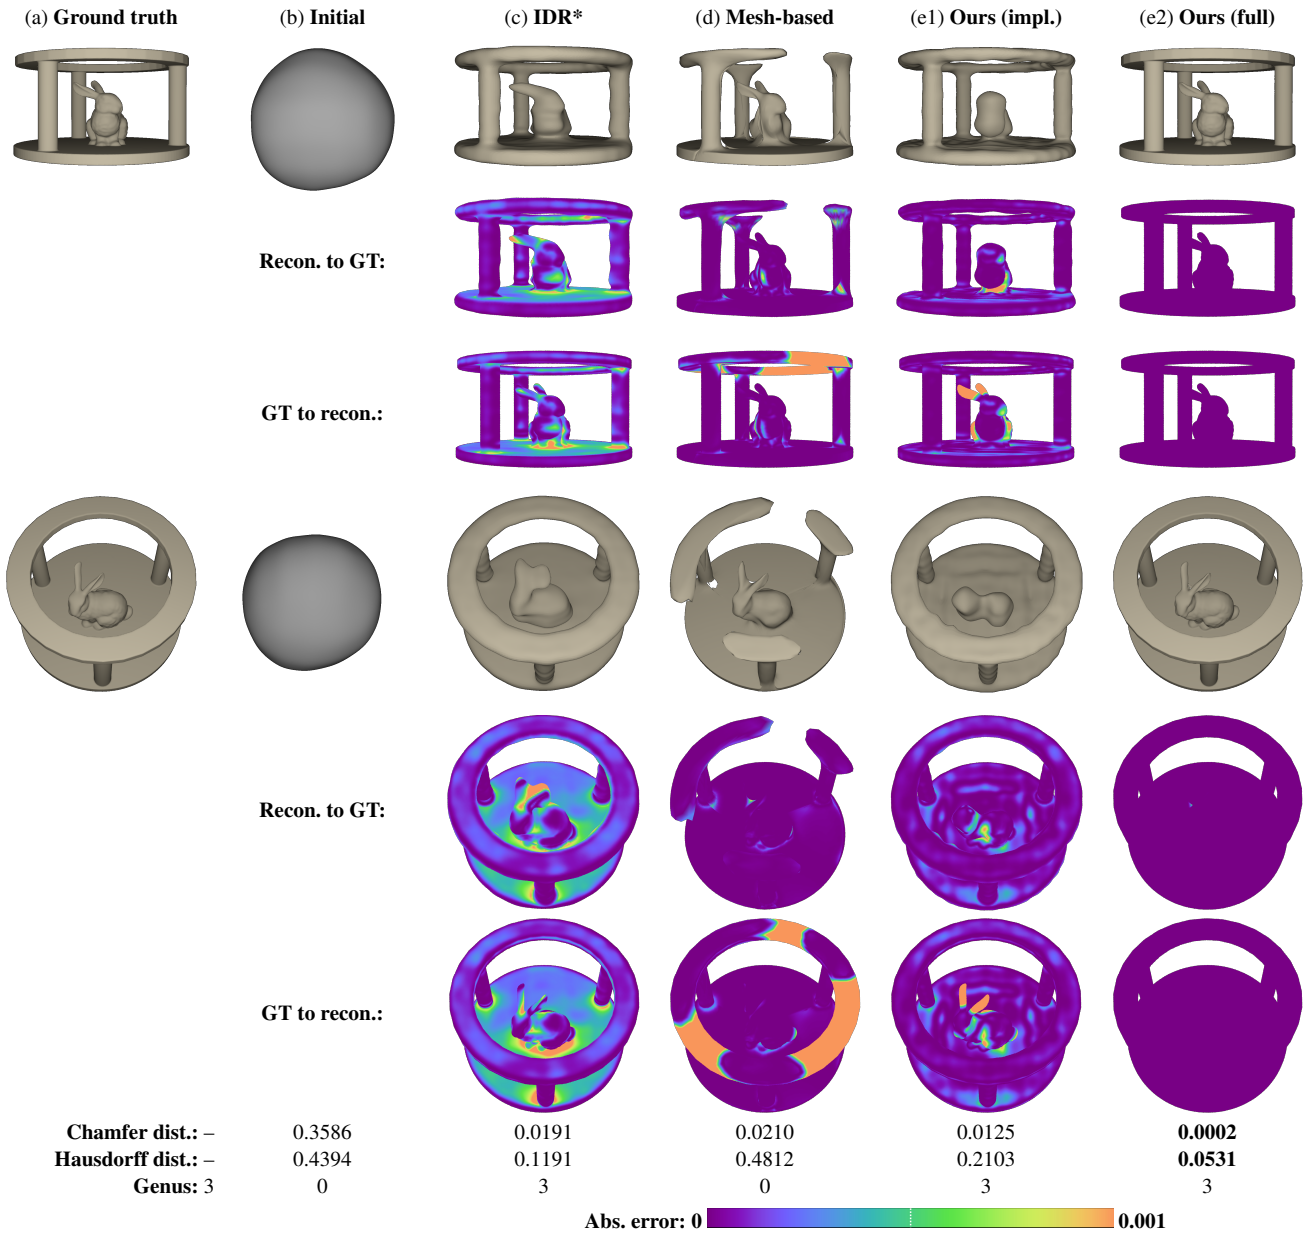 (a) Ground truth (b) Initial (c) IDR* (d) Mesh-based (e1) Ours (impl.) (e2) Ours (full)
Recon. to GT:
GT to recon.:
Recon. to GT:
GT to recon.:
Chamfer dist.: – 0.3586 0.0191 0.0210 0.0125 0.0002
Hausdorff dist.: – 0.4394 0.1191 0.4812 0.2103 0.0531
Genus: 3 0 3 0 3 3
Abs. error: 0 0.001